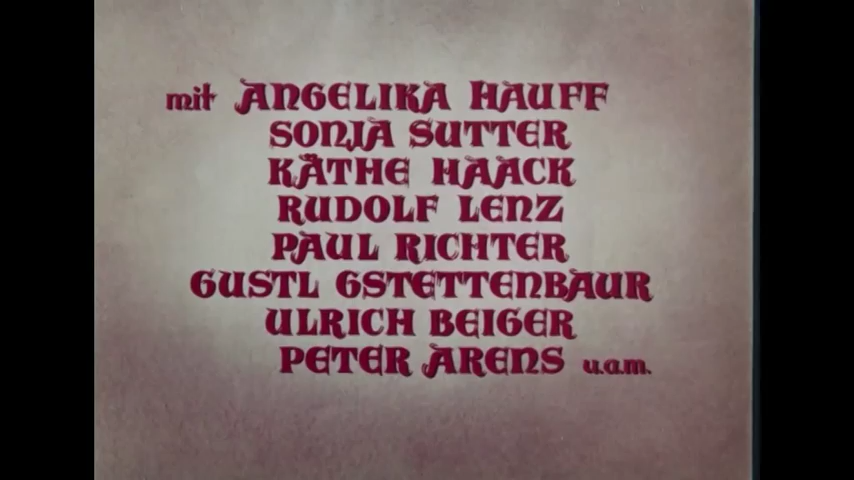 mit ANGELIKA HAUFF
SONJA SUTTER
KÄTHE HAACK
RUDOLF LENZ
PAUL RICHTER
GUSTL GSTETTENBAUR
ULRICH BEIGER
PETER ARENS u.a.m.